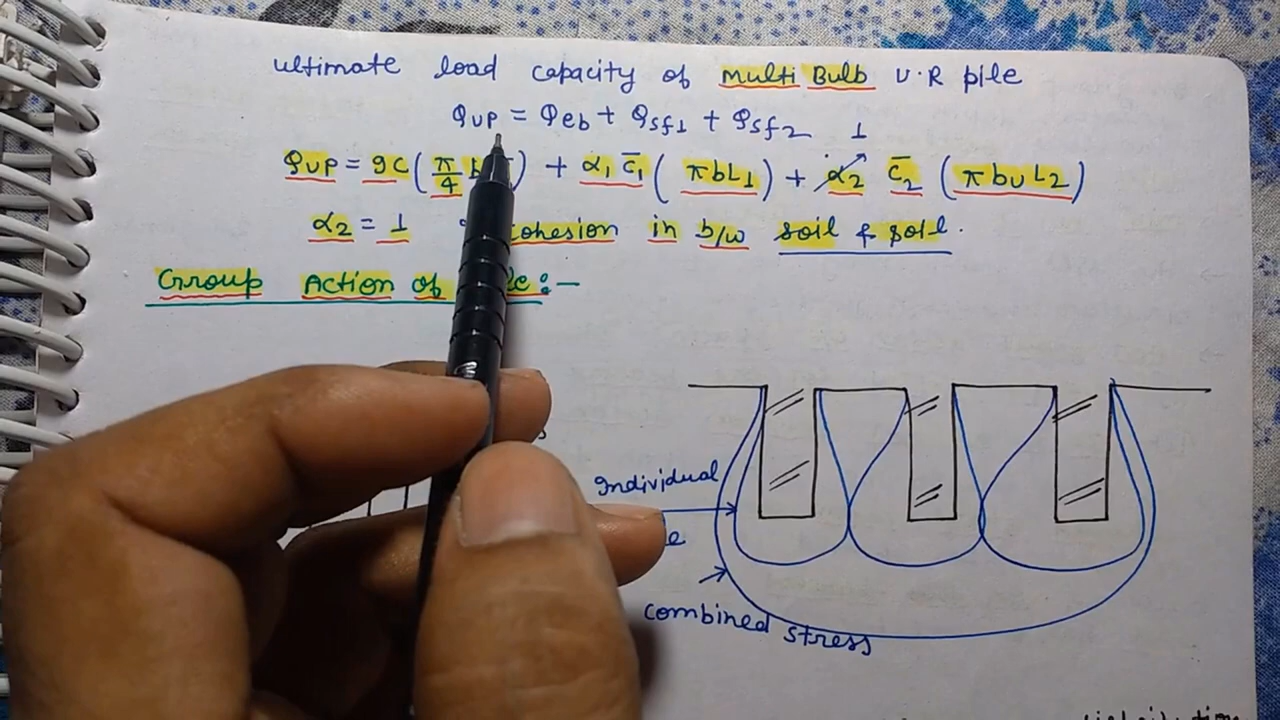 ultimate load capacity of Multi Bulb U.R pile
Qup = Qeb + Qsf1 + Qsf2 1
Qup = 9c (π/4 b ) + α1 c̄1 (πbL1) + α2 c̄2 (πbuL2)
α2 = 1 cohesion in b/w soil & soil.
Group Action of :-
Individual
Combined stress